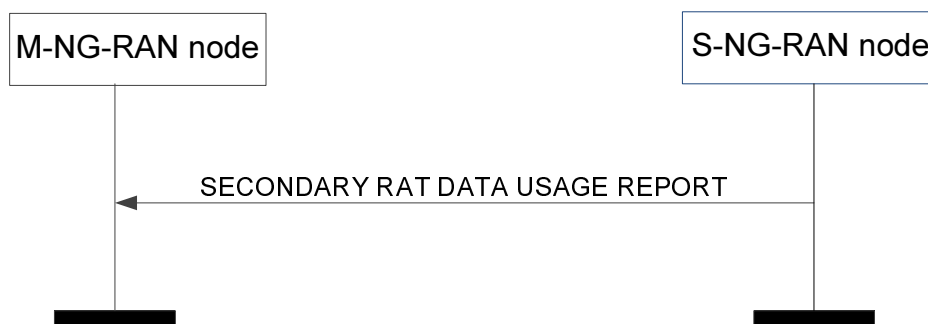 M-NG-RAN node
S-NG-RAN node
SECONDARY RAT DATA USAGE REPORT